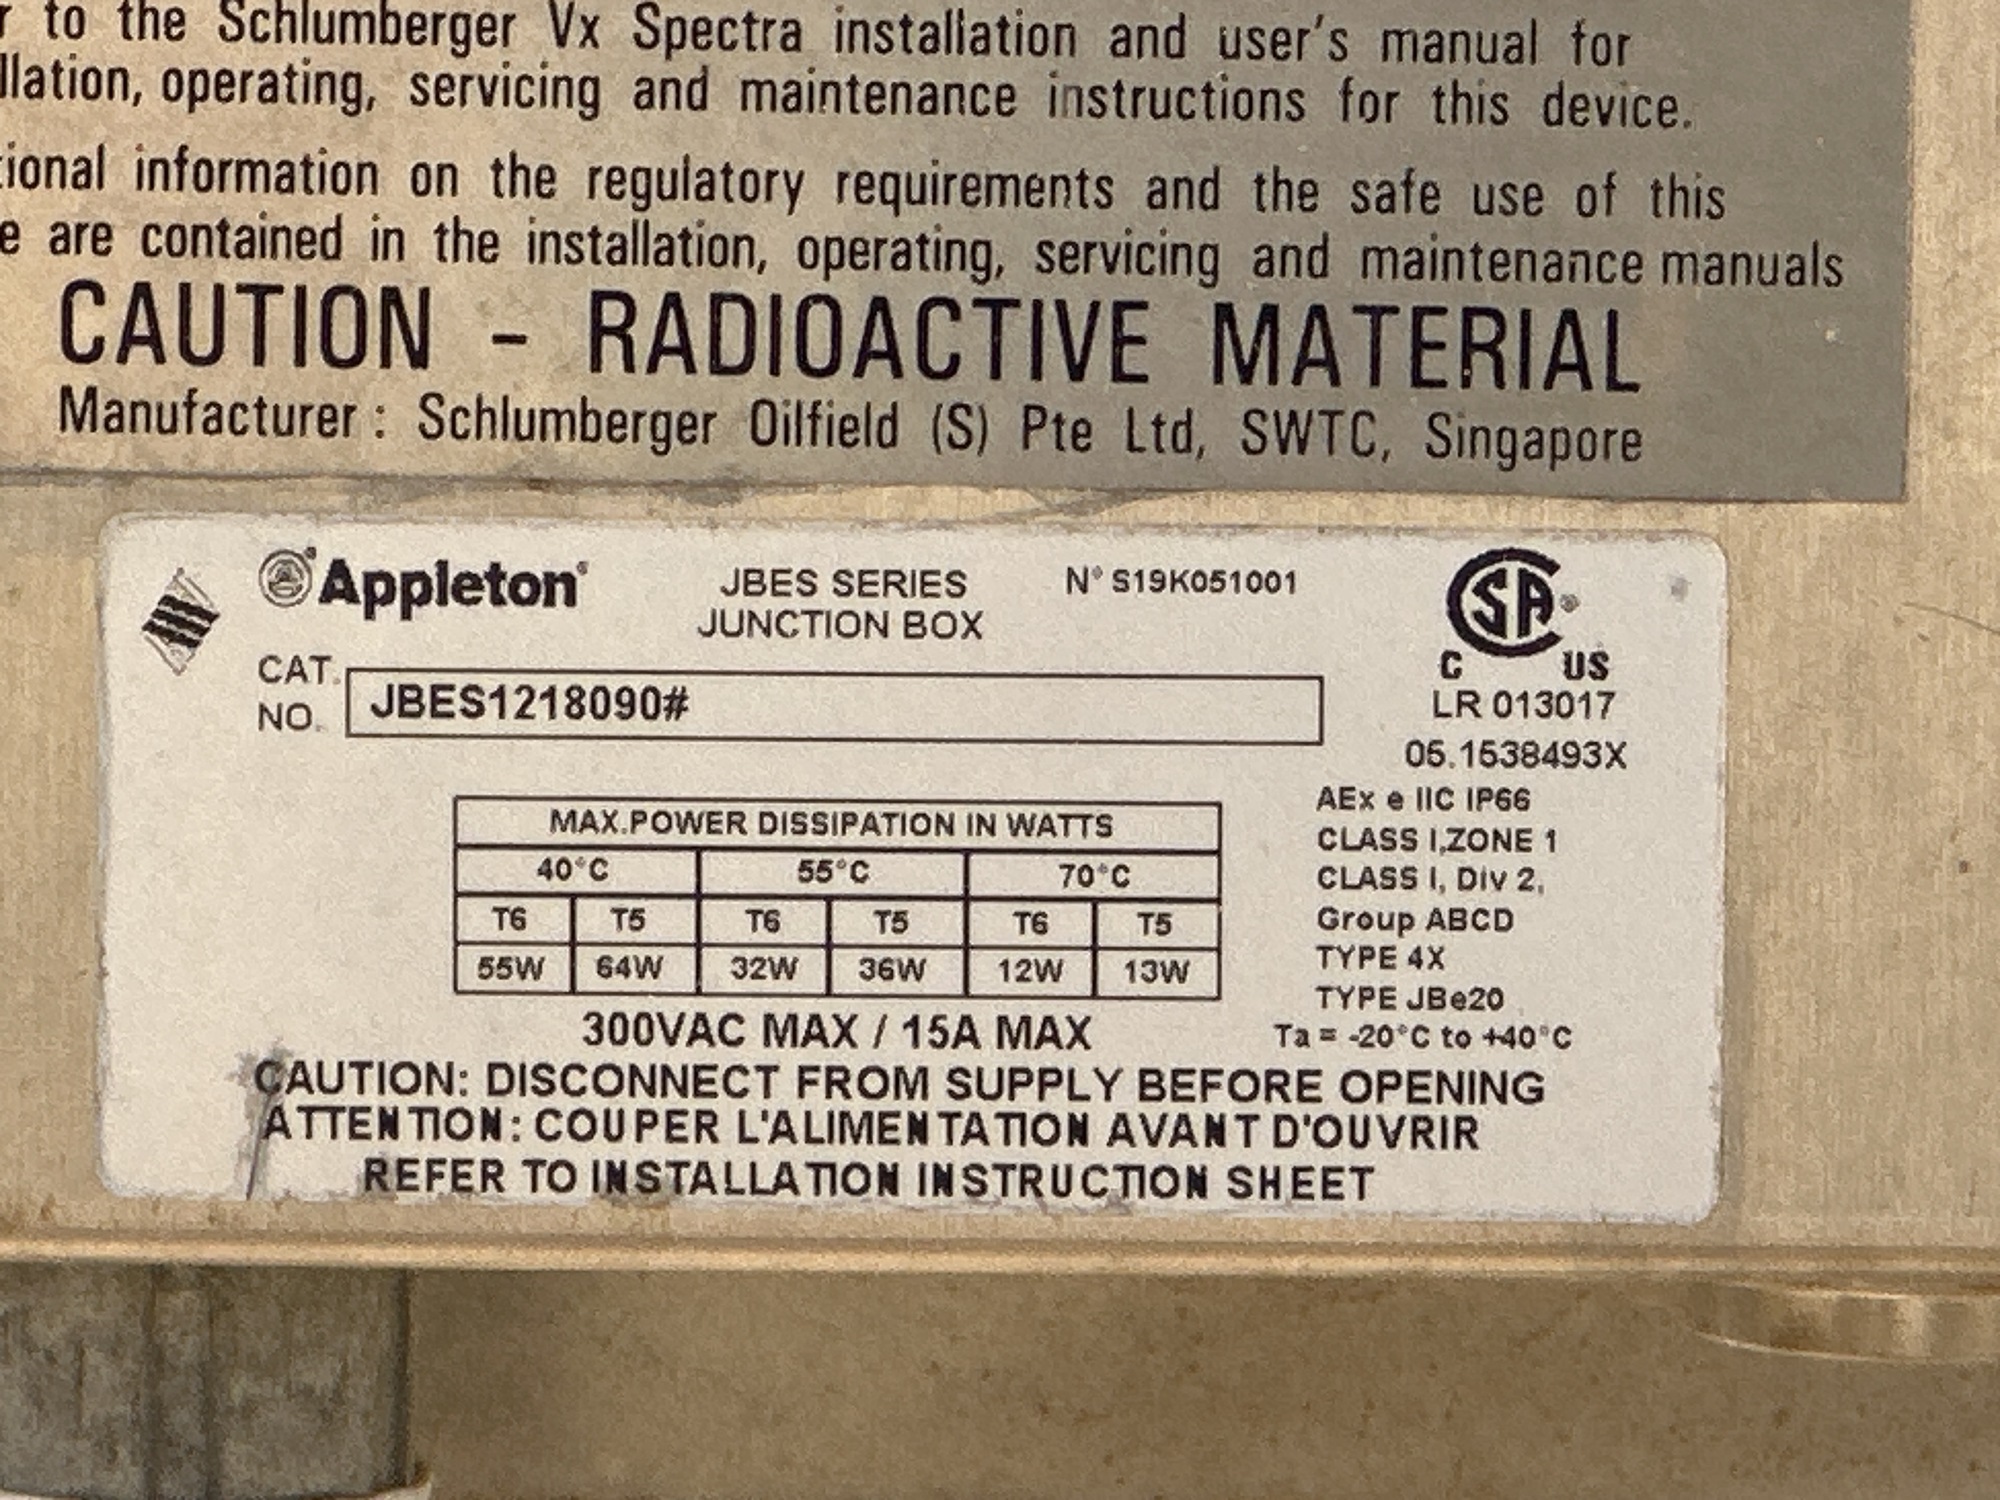 to the Schlumberger Vx Spectra installation and user's manual for
operating, servicing and maintenance instructions for this device.
information on the regulatory requirements and the safe use of this
are contained in the installation, operating, servicing and maintenance manuals
CAUTION - RADIOACTIVE MATERIAL
Manufacturer : Schlumberger Oilfield (S) Pte Ltd, SWTC, Singapore
Appleton
JBES SERIES
JUNCTION BOX
N° S19K051001
CSA®
C US
LR 013017
05.1538493X
CAT.
NO.
JBES1218090#
MAX.POWER DISSIPATION IN WATTS
40°C 55°C 70°C
T6 T5 T6 T5 T6 T5
55W 64W 32W 36W 12W 13W
AEx e IIC IP66
CLASS I,ZONE 1
CLASS I, Div 2,
Group ABCD
TYPE 4X
TYPE JBe20
Ta = -20°C to +40°C
300VAC MAX / 15A MAX
CAUTION: DISCONNECT FROM SUPPLY BEFORE OPENING
ATTENTION: COUPER L'ALIMENTATION AVANT D'OUVRIR
REFER TO INSTALLATION INSTRUCTION SHEET